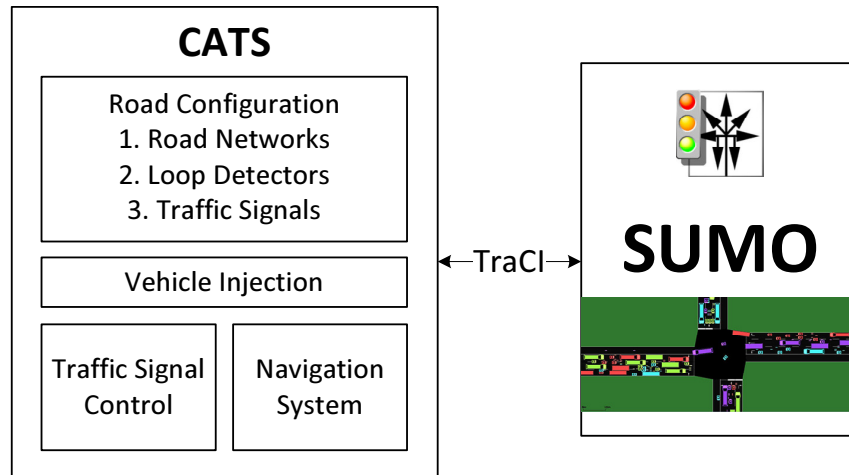 CATS
Road Configuration
1. Road Networks
2. Loop Detectors
3. Traffic Signals
Vehicle Injection
Traffic Signal
Control
Navigation
System
TraCI
SUMO